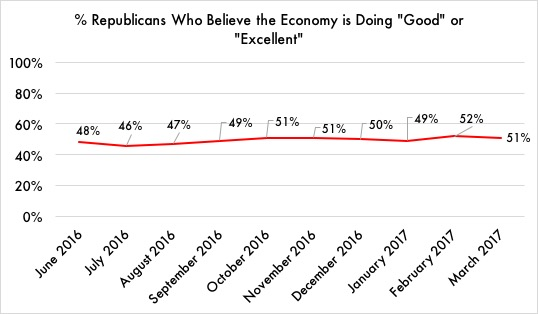 % Republicans Who Believe the Economy is Doing "Good" or
"Excellent"
100%
80%
60%
40%
20%
0%
48%
46%
47%
49%
51%
51%
50%
49%
52%
51%
June 2016
July 2016
August 2016
September 2016
October 2016
November 2016
December 2016
January 2017
February 2017
March 2017